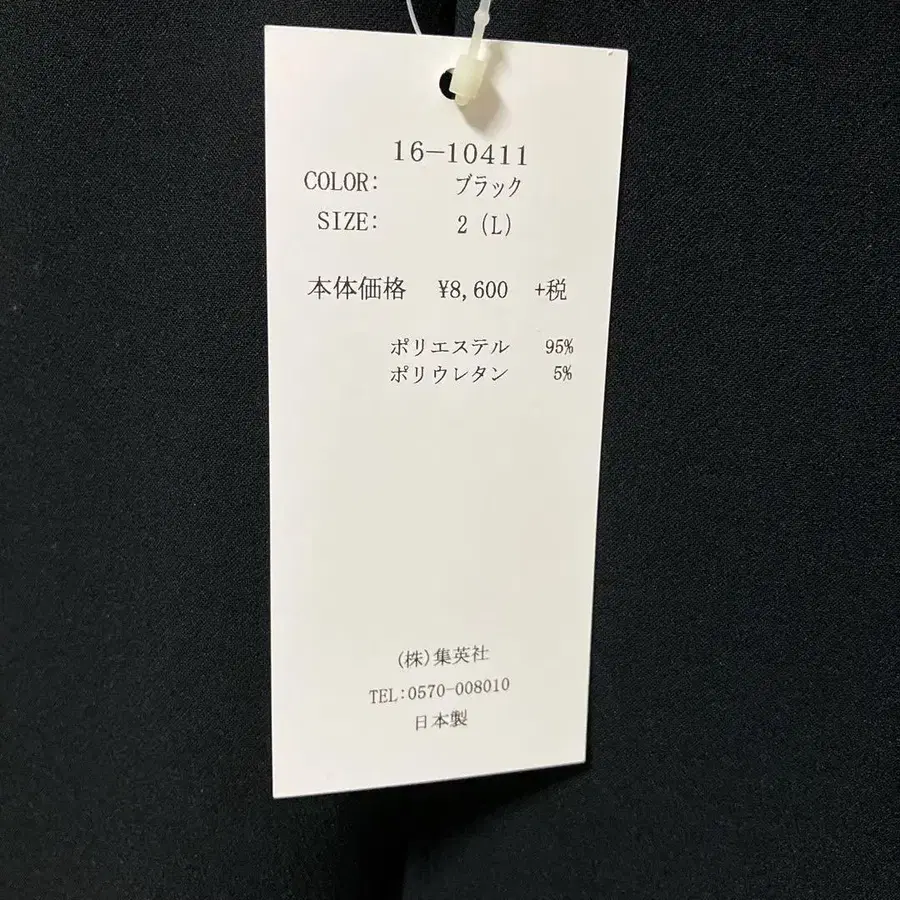 16-10411
COLOR: ブラック
SIZE: 2 (L)
本体価格 ¥8,600 +税
ポリエステル 95%
ポリウレタン 5%
(株)集英社
TEL:0570-008010
日本製